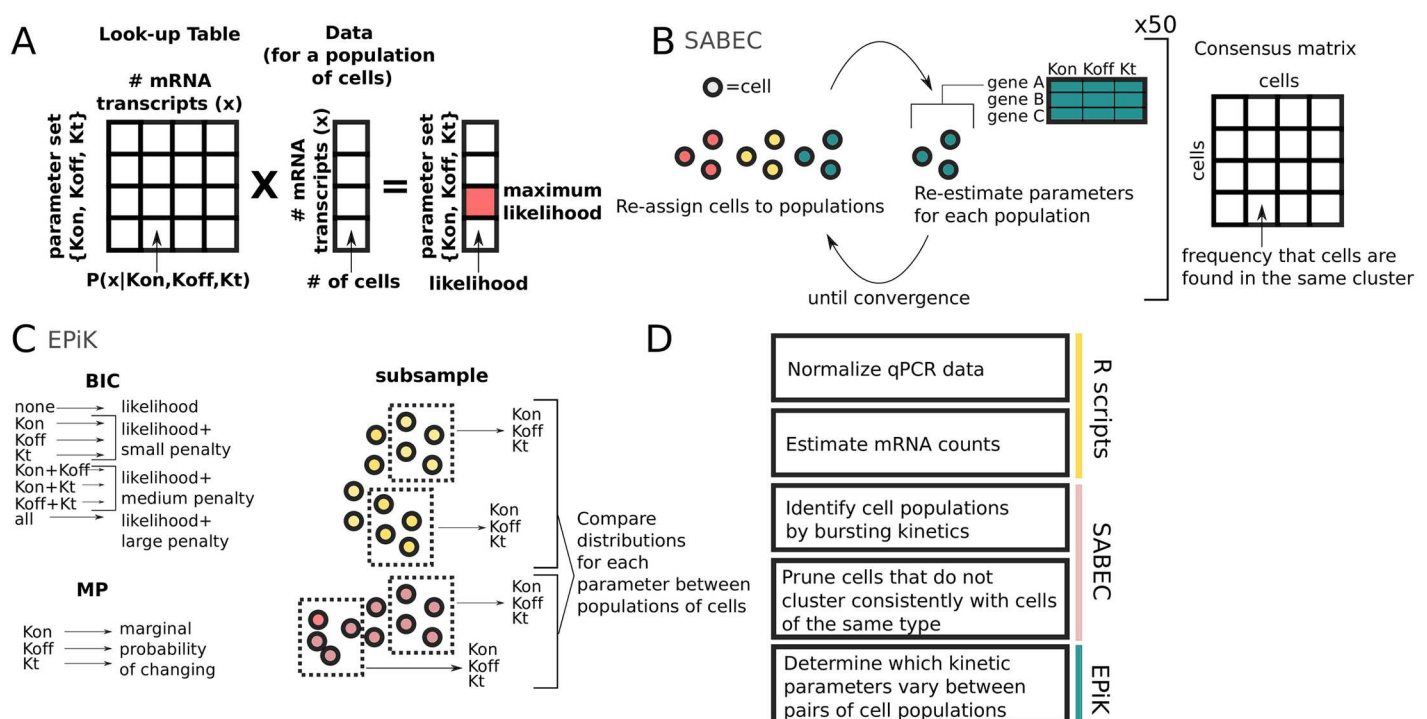 A
Look-up Table
# mRNA
transcripts (x)
parameter set
{Kon, Koff, Kt}
P(x|Kon,Koff,Kt)
X
Data
(for a population
of cells)
# mRNA
transcripts (x)
# of cells
=
parameter set
{Kon, Koff, Kt}
maximum
likelihood
likelihood
B SABEC
=cell
Re-assign cells to populations
gene A
gene B
gene C
Kon Koff Kt
Re-estimate parameters
for each population
until convergence
x50
Consensus matrix
cells
cells
frequency that cells are
found in the same cluster
C EPiK
BIC
none
likelihood
Kon
Koff
Kt
likelihood+
small penalty
Kon+Koff
Kon+Kt
Koff+Kt
likelihood+
medium penalty
all
likelihood+
large penalty
MP
Kon
Koff
Kt
marginal
probability
of changing
subsample
Kon
Koff
Kt
Kon
Koff
Kt
Kon
Koff
Kt
Kon
Koff
Kt
Compare
distributions
for each
parameter between
populations of cells
D
Normalize qPCR data
Estimate mRNA counts
R scripts
Identify cell populations
by bursting kinetics
Prune cells that do not
cluster consistently with cells
of the same type
SABEC
Determine which kinetic
parameters vary between
pairs of cell populations
EPiK